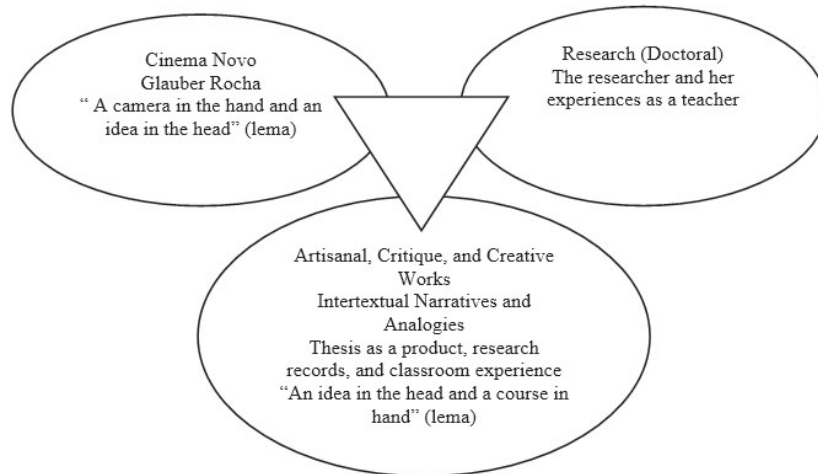 Cinema Novo
Glauber Rocha
“ A camera in the hand and an
idea in the head” (lema)
Research (Doctoral)
The researcher and her
experiences as a teacher
Artisanal, Critique, and Creative
Works
Intertextual Narratives and
Analogies
Thesis as a product, research
records, and classroom experience
“An idea in the head and a course in
hand” (lema)